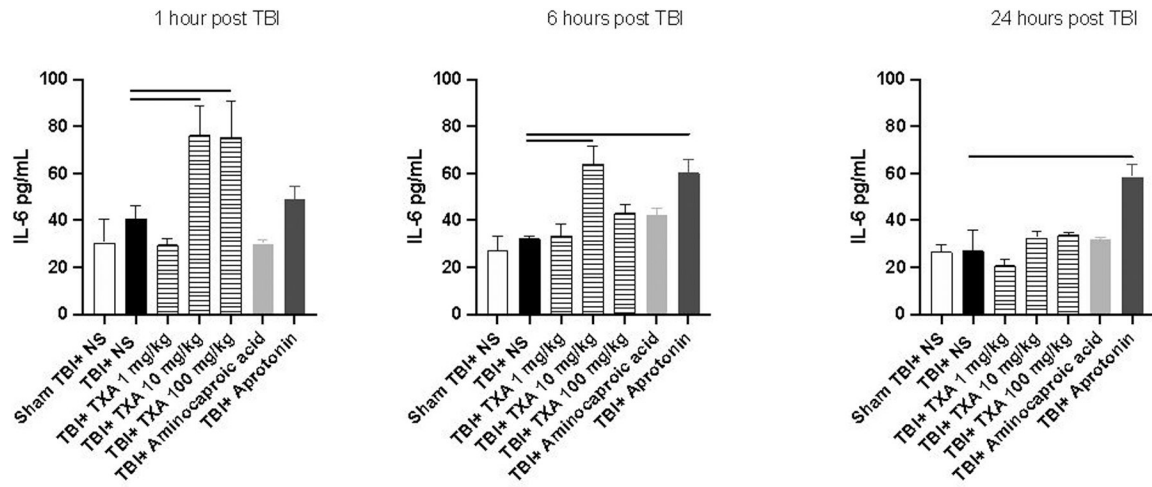 1 hour post TBI
IL-6 pg/mL
100
80
60
40
20
0
Sham TBI+ NS
TBI+ NS
TBI+ TXA 1 mg/kg
TBI+ TXA 10 mg/kg
TBI+ TXA 100 mg/kg
TBI+ Aminocaproic acid
TBI+ Aprotonin
6 hours post TBI
IL-6 pg/mL
100
80
60
40
20
0
Sham TBI+ NS
TBI+ NS
TBI+ TXA 1 mg/kg
TBI+ TXA 10 mg/kg
TBI+ TXA 100 mg/kg
TBI+ Aminocaproic acid
TBI+ Aprotonin
24 hours post TBI
IL-6 pg/mL
100
80
60
40
20
0
Sham TBI+ NS
TBI+ NS
TBI+ TXA 1 mg/kg
TBI+ TXA 10 mg/kg
TBI+ TXA 100 mg/kg
TBI+ Aminocaproic acid
TBI+ Aprotonin